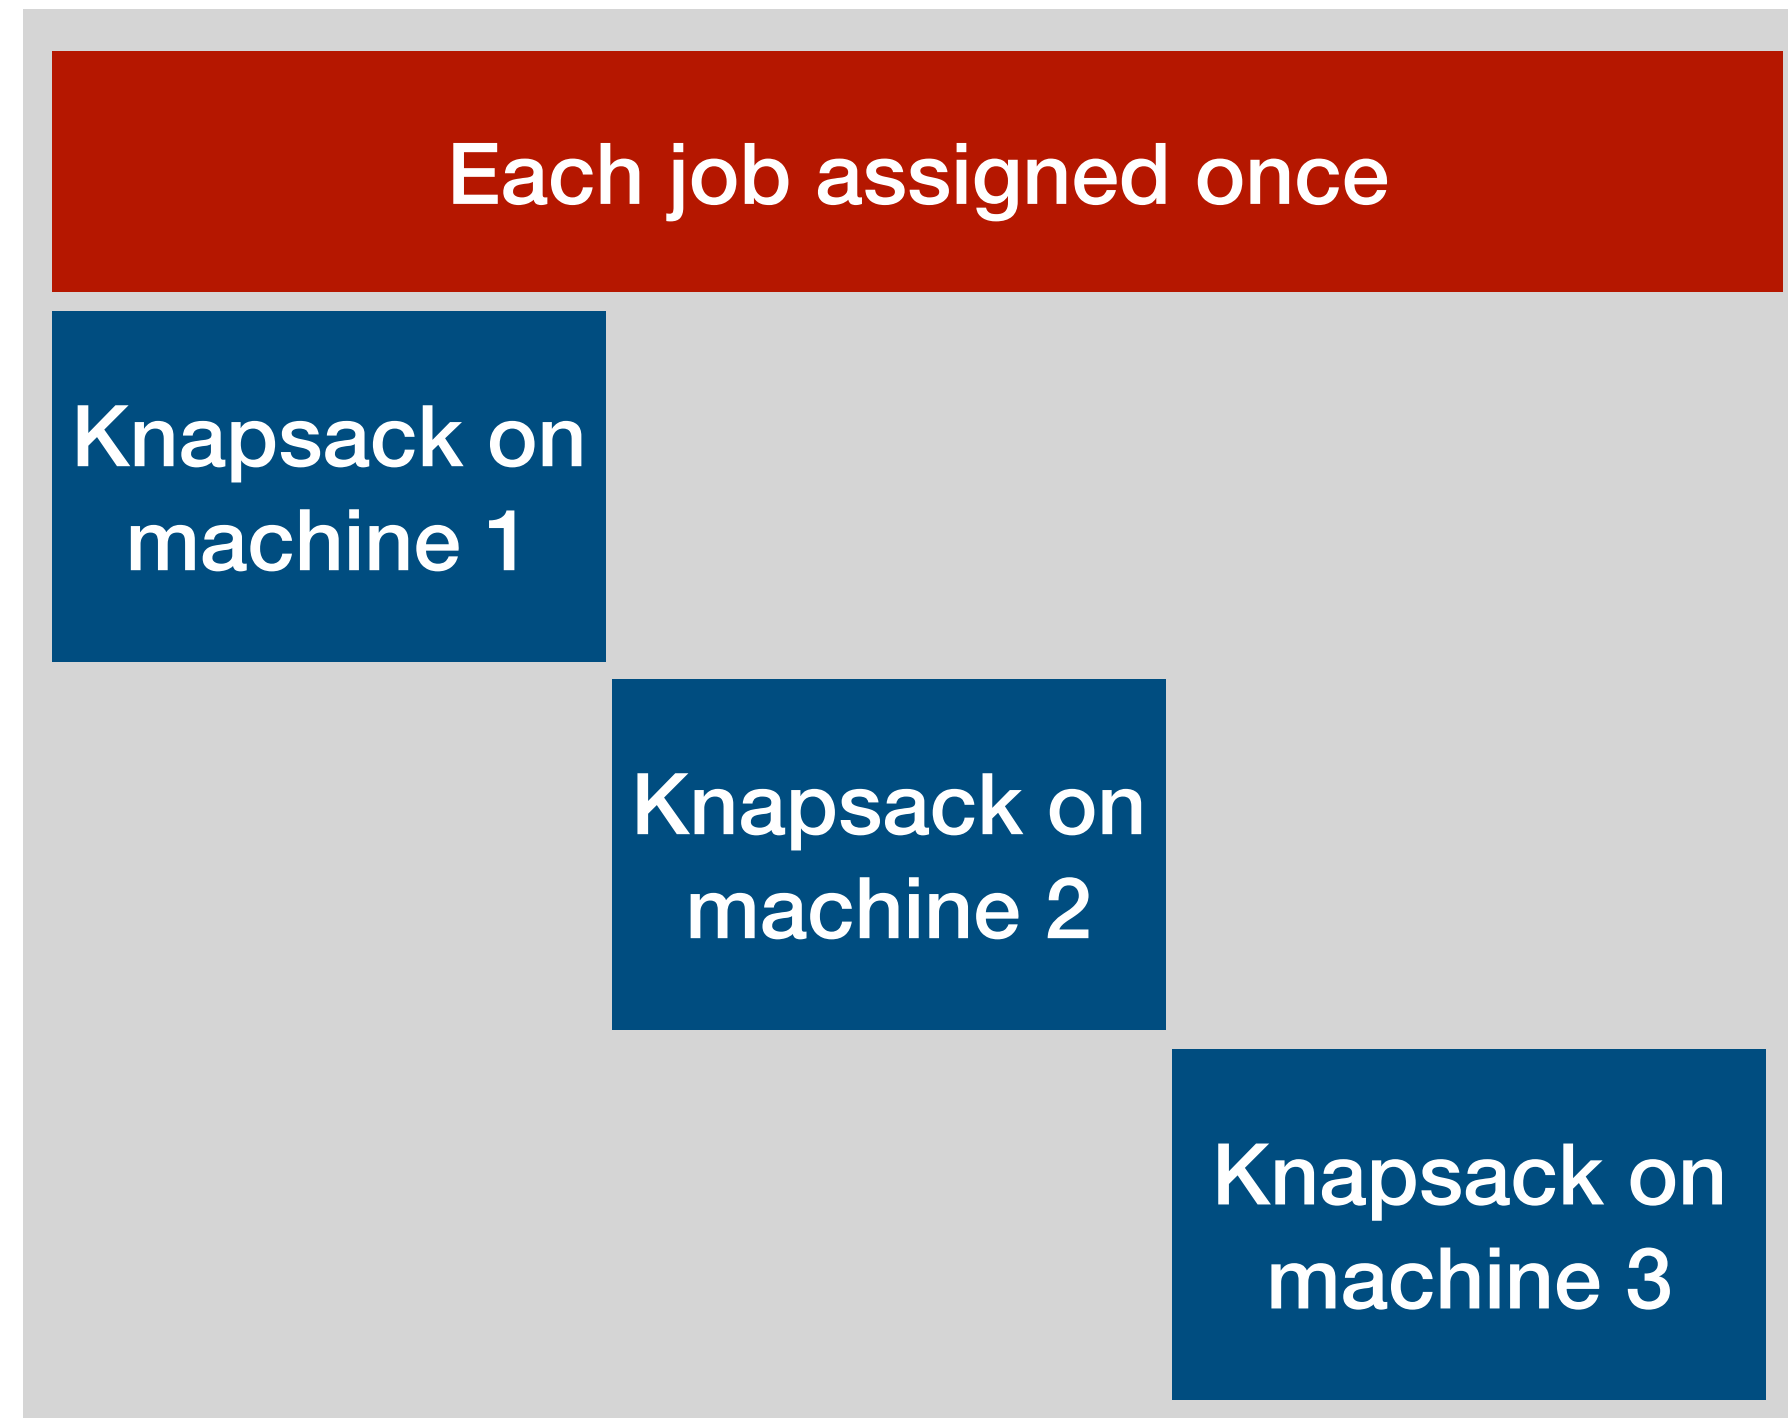 Each job assigned once
Knapsack on
machine 1
Knapsack on
machine 2
Knapsack on
machine 3